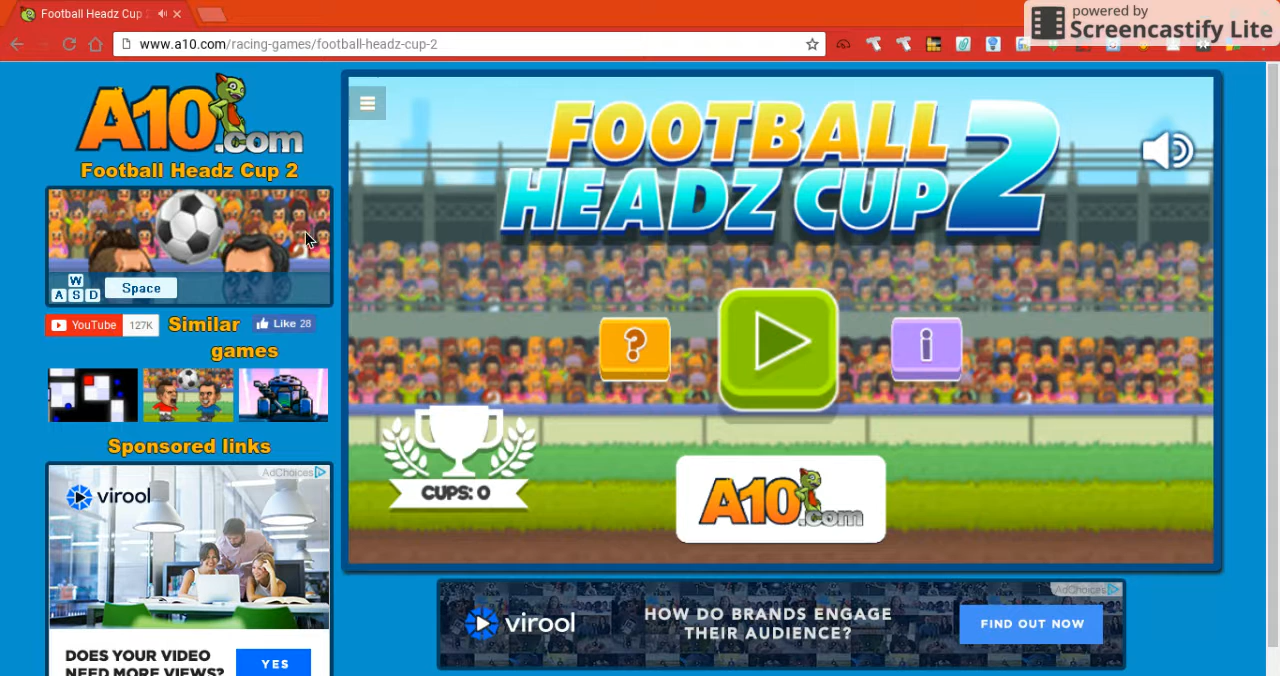 Football Headz Cup 2
powered by
Screencastify Lite
www.a10.com/racing-games/football-headz-cup-2
A10.com
Football Headz Cup 2
W
A S D
Space
YouTube 127K
Similar games
Like 28
Sponsored links
AdChoices
virool
DOES YOUR VIDEO
NEED MORE VIEWS?
YES
FOOTBALL
HEADZ CUP 2
?
i
CUPS: 0
A10.com
AdChoices
virool
HOW DO BRANDS ENGAGE
THEIR AUDIENCE?
FIND OUT NOW